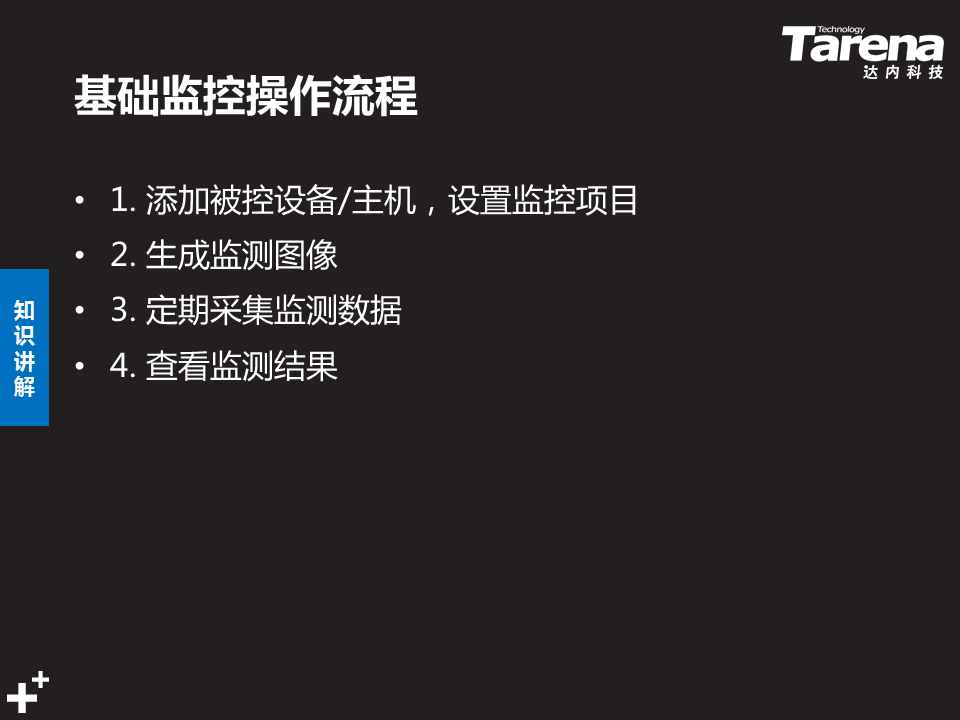 Technology
Tarena
达内科技
基础监控操作流程
• 1. 添加被控设备/主机，设置监控项目
• 2. 生成监测图像
• 3. 定期采集监测数据
• 4. 查看监测结果
知识讲解